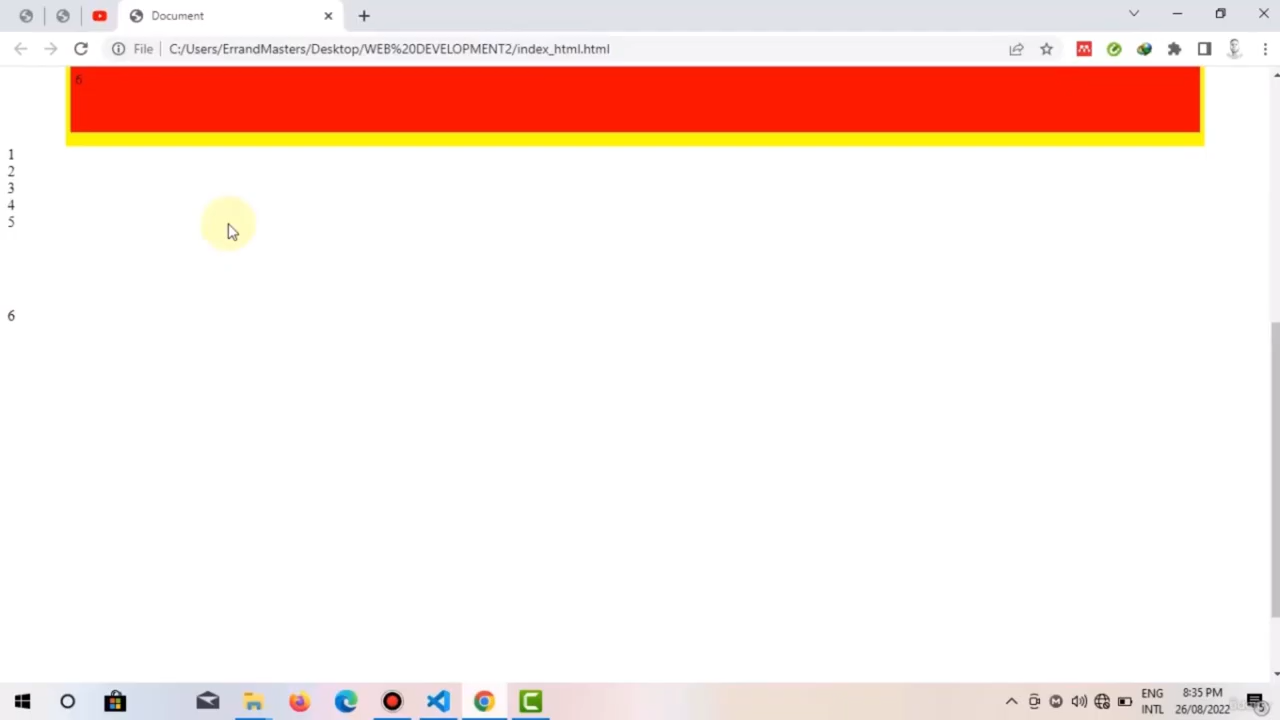 Document
File
C:/Users/ErrandMasters/Desktop/WEB%20DEVELOPMENT2/index_html.html
6
1
2
3
4
5
6
ENG
INTL
8:35 PM
26/08/2022